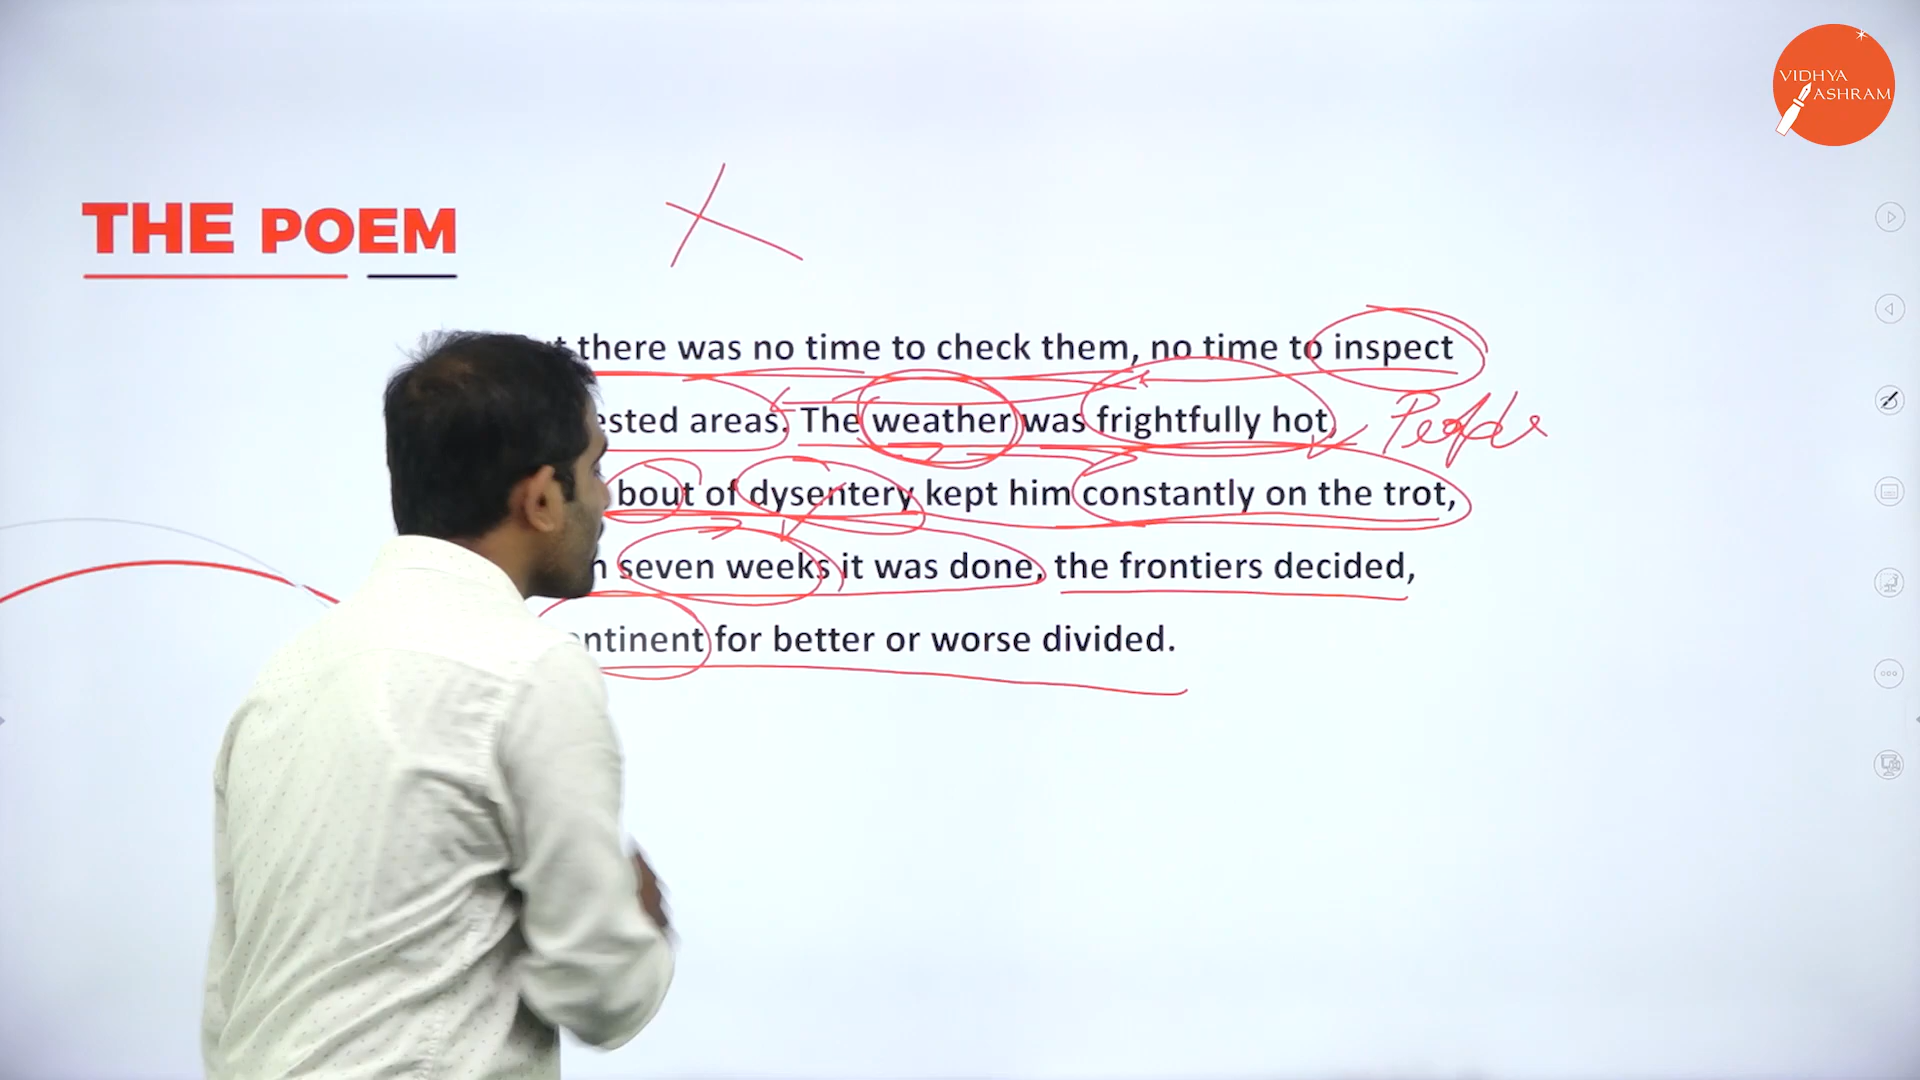 VIDHYA
ASHRAM
THE POEM
there was no time to check them, no time to inspect
areas. The weather was frightfully hot,
People
bout of dysentery kept him constantly on the trot,
seven weeks it was done, the frontiers decided,
for better or worse divided.